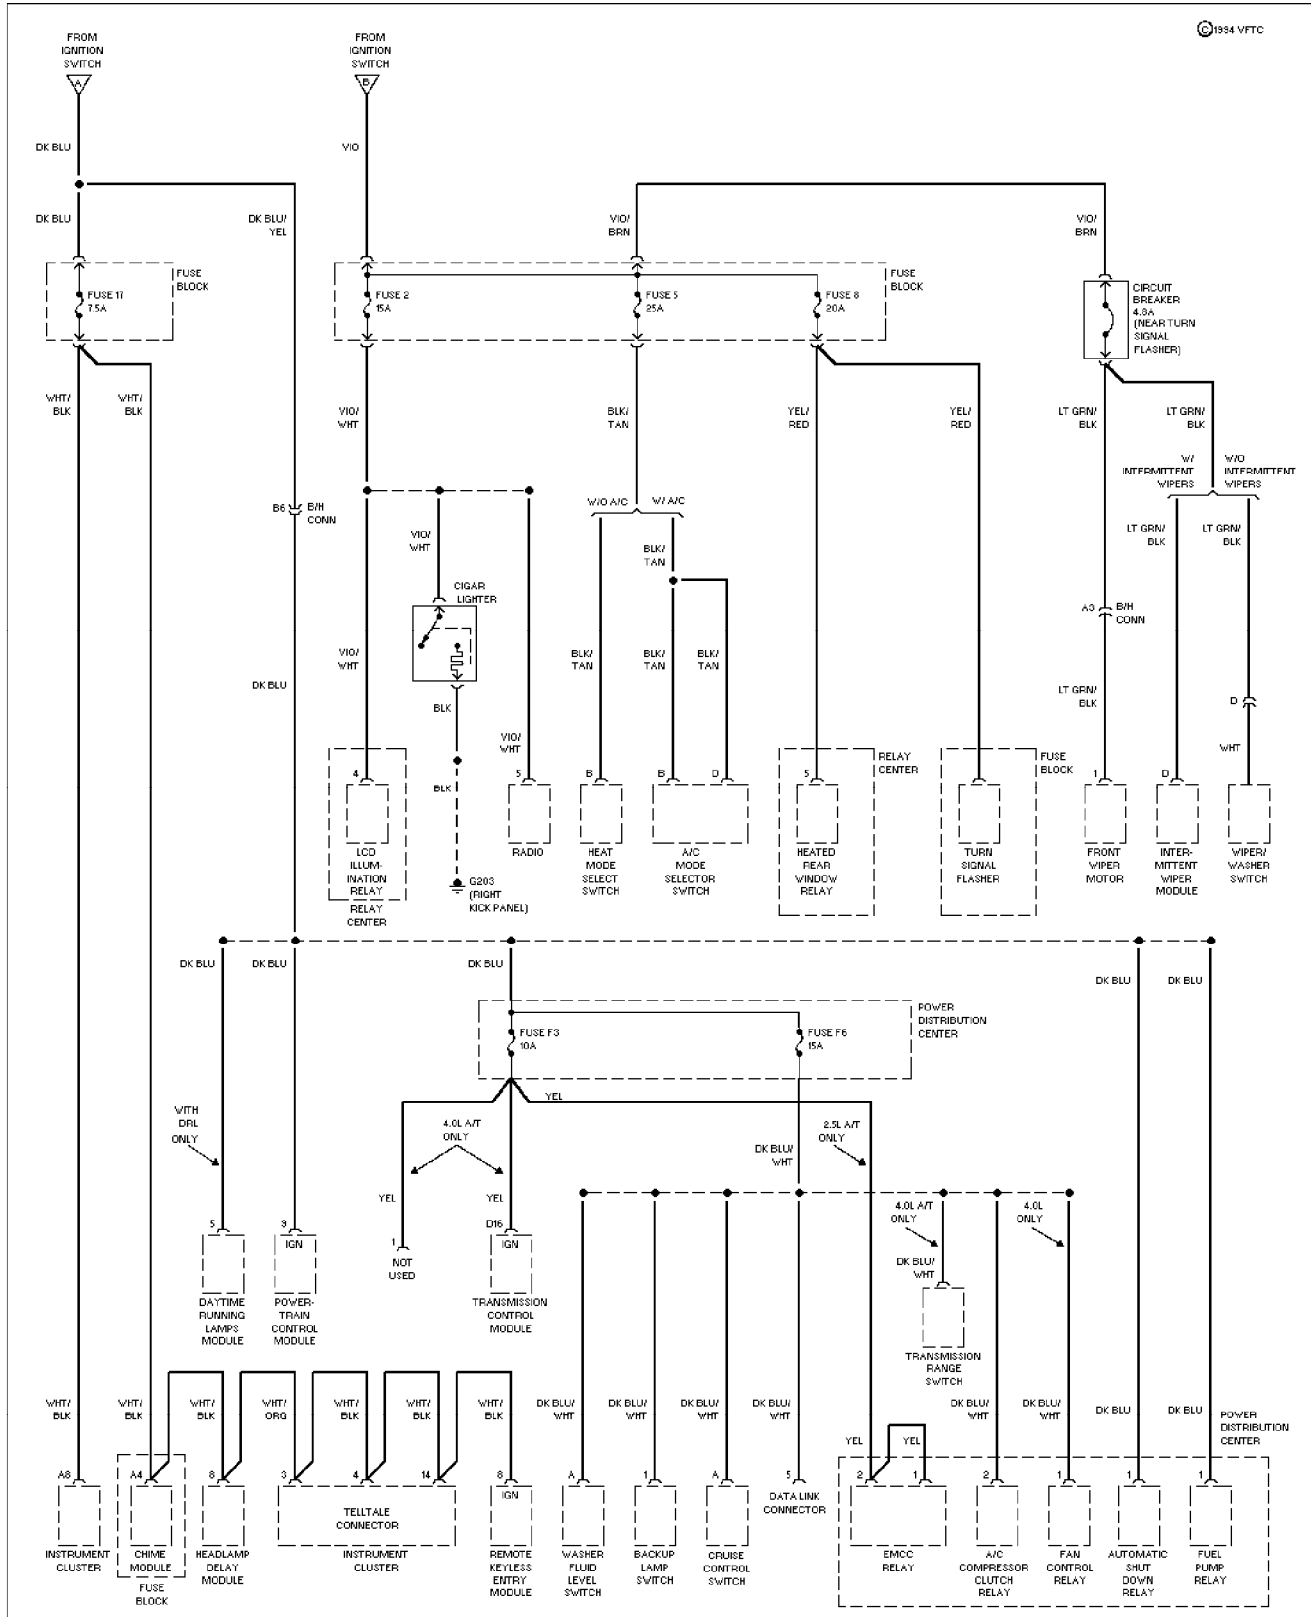 © 1994 VFTC
FROM
IGNITION
SWITCH
A
FROM
IGNITION
SWITCH
B
DK BLU
VIO
DK BLU
DK BLU/
YEL
VIO/
BRN
VIO/
BRN
FUSE 17
7.5A
FUSE
BLOCK
FUSE 2
15A
FUSE 5
25A
FUSE 8
20A
FUSE
BLOCK
CIRCUIT
BREAKER
4.8A
(NEAR TURN
SIGNAL
FLASHER)
WHT/
BLK
WHT/
BLK
VIO/
WHT
BLK/
TAN
YEL/
RED
YEL/
RED
LT GRN/
BLK
LT GRN/
BLK
W/
INTERMITTENT
WIPERS
W/O
INTERMITTENT
WIPERS
B6
B/H
CONN
W/O A/C
W/ A/C
VIO/
WHT
BLK/
TAN
LT GRN/
BLK
LT GRN/
BLK
CIGAR
LIGHTER
A3
B/H
CONN
VIO/
WHT
BLK/
TAN
BLK/
TAN
BLK/
TAN
DK BLU
BLK
LT GRN/
BLK
D
VIO/
WHT
WHT
RELAY
CENTER
FUSE
BLOCK
4
BLK
5
B
B
D
5
1
D
LCD
ILLUM-
INATION
RELAY
RELAY
CENTER
G203
(RIGHT
KICK PANEL)
RADIO
HEAT
MODE
SELECT
SWITCH
A/C
MODE
SELECTOR
SWITCH
HEATED
REAR
WINDOW
RELAY
TURN
SIGNAL
FLASHER
FRONT
WIPER
MOTOR
INTER-
MITTENT
WIPER
MODULE
WIPER/
WASHER
SWITCH
DK BLU
DK BLU
DK BLU
DK BLU
DK BLU
FUSE F3
10A
FUSE F6
15A
POWER
DISTRIBUTION
CENTER
YEL
WITH
DRL
ONLY
4.0L A/T
ONLY
2.5L A/T
ONLY
DK BLU/
WHT
YEL
YEL
4.0L A/T
ONLY
4.0L
ONLY
5
9
IGN
1
NOT
USED
D16
IGN
DK BLU/
WHT
DAYTIME
RUNNING
LAMPS
MODULE
POWER-
TRAIN
CONTROL
MODULE
TRANSMISSION
CONTROL
MODULE
TRANSMISSION
RANGE
SWITCH
WHT/
BLK
WHT/
BLK
WHT/
BLK
WHT/
ORG
WHT/
BLK
WHT/
BLK
WHT/
BLK
DK BLU/
WHT
DK BLU/
WHT
DK BLU/
WHT
DK BLU/
WHT
YEL
YEL
DK BLU/
WHT
DK BLU/
WHT
DK BLU
DK BLU
POWER
DISTRIBUTION
CENTER
A8
A4
8
3
4
14
8
IGN
A
1
A
5
2
1
2
1
1
1
TELLTALE
CONNECTOR
DATA LINK
CONNECTOR
INSTRUMENT
CLUSTER
CHIME
MODULE
FUSE
BLOCK
HEADLAMP
DELAY
MODULE
INSTRUMENT
CLUSTER
REMOTE
KEYLESS
ENTRY
MODULE
WASHER
FLUID
LEVEL
SWITCH
BACKUP
LAMP
SWITCH
CRUISE
CONTROL
SWITCH
EMCC
RELAY
A/C
COMPRESSOR
CLUTCH
RELAY
FAN
CONTROL
RELAY
AUTOMATIC
SHUT
DOWN
RELAY
FUEL
PUMP
RELAY